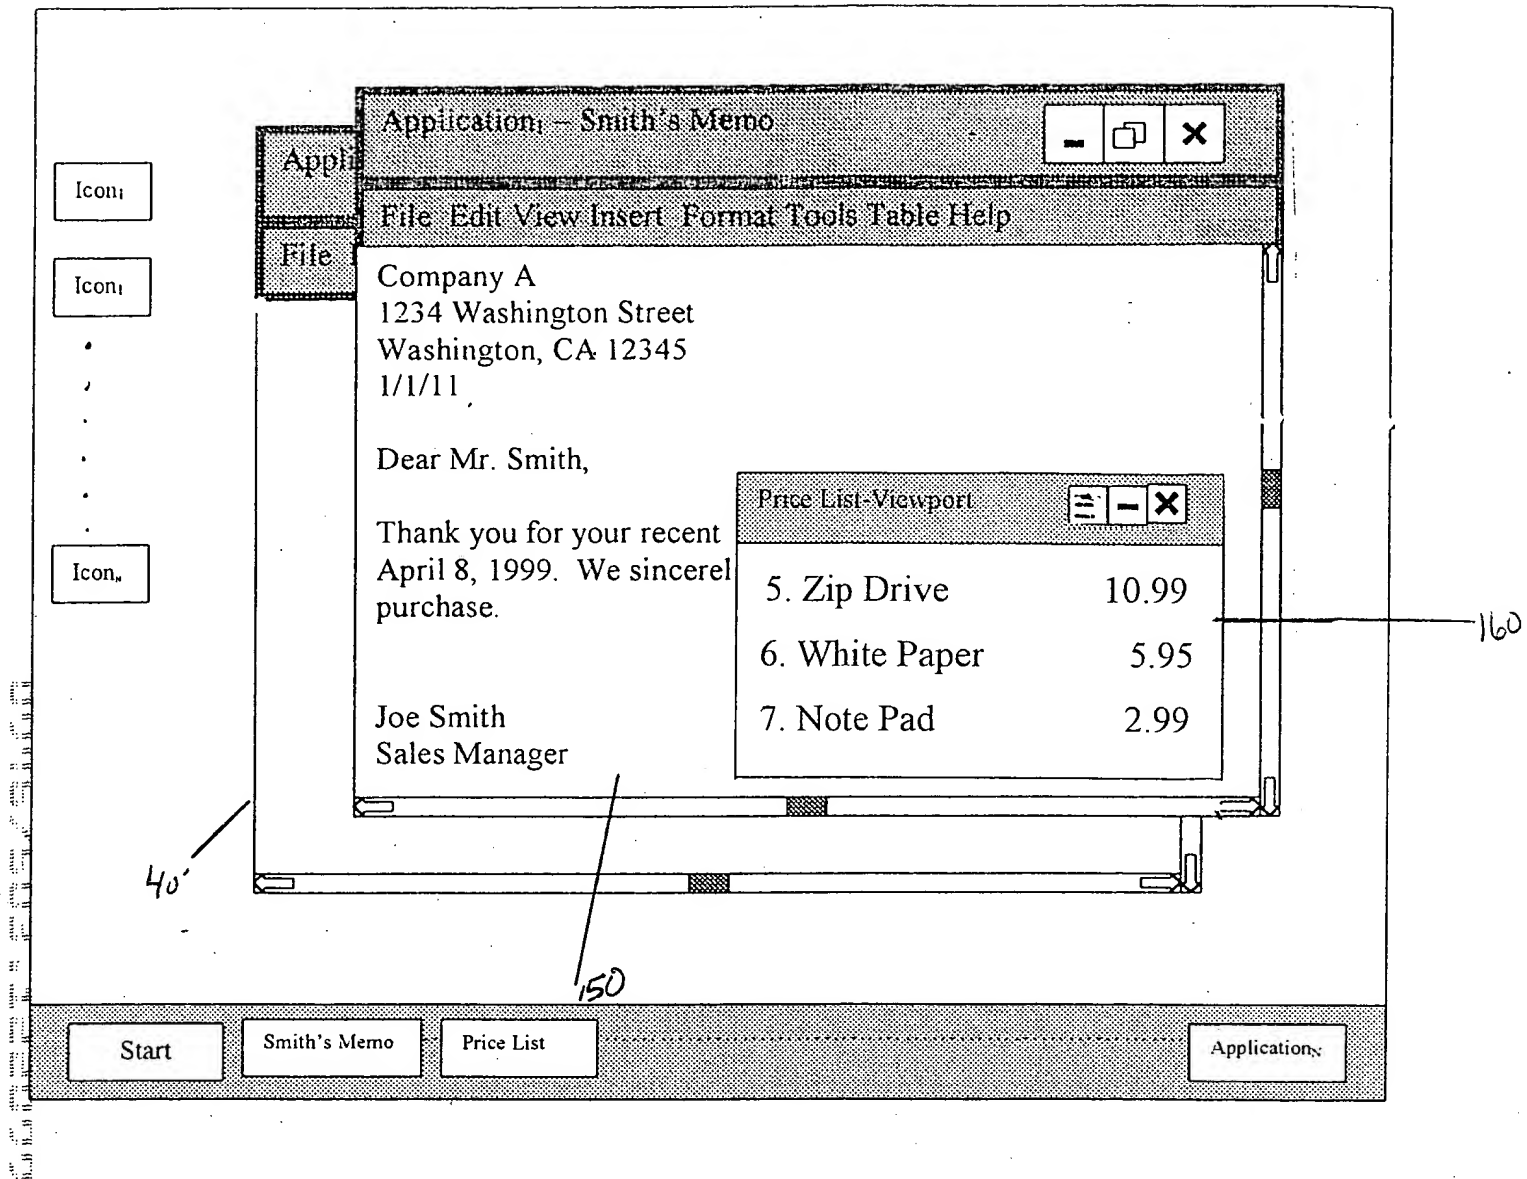 Application₁ – Smith's Memo
Appli
Icon₁
File Edit View Insert Format Tools Table Help
File
Company A
Icon₁
1234 Washington Street
Washington, CA 12345
1/1/11
Dear Mr. Smith,
Price List-Viewport
Thank you for your recent
April 8, 1999. We sincerel
purchase.
Icon
5. Zip Drive 10.99
160
6. White Paper 5.95
7. Note Pad 2.99
Joe Smith
Sales Manager
40'
150
Start
Smith's Memo
Price List
Application